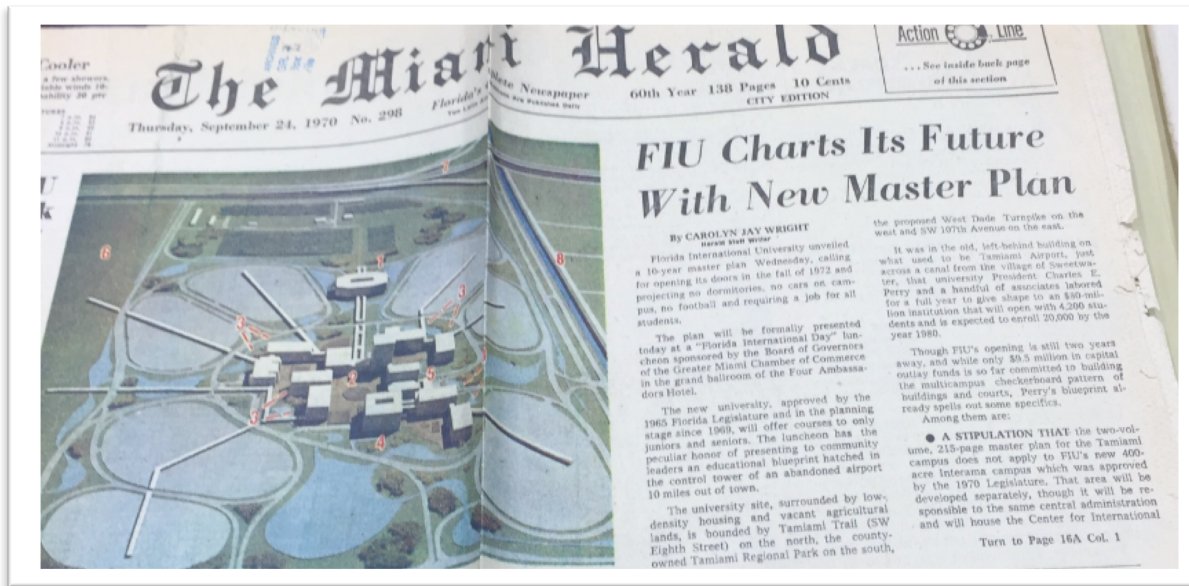 Cooler
a few showers,
The Miami Herald
Florida's
plete Newspaper
Thursday, September 24, 1970 No. 298
60th Year 138 Pages 10 Cents
CITY EDITION
Action Line
... See inside back page
of this section
U
k
1
2
3
3
3
4
5
6
7
8
FIU Charts Its Future
With New Master Plan
By CAROLYN JAY WRIGHT
Herald Staff Writer
Florida International University unveiled
a 10-year master plan Wednesday, calling
for opening its doors in the fall of 1972 and
projecting no dormitories, no cars on cam-
pus, no football and requiring a job for all
students.
The plan will be formally presented
today at a "Florida International Day" lun-
cheon sponsored by the Board of Governors
of the Greater Miami Chamber of Commerce
in the grand ballroom of the Four Ambassa-
dors Hotel.
The new university, approved by the
1965 Florida Legislature and in the planning
stage since 1969, will offer courses to only
juniors and seniors. The luncheon has the
peculiar honor of presenting to community
leaders an educational blueprint hatched in
the control tower of an abandoned airport
10 miles out of town.
The university site, surrounded by low-
density housing and vacant agricultural
lands, is bounded by Tamiami Trail (SW
Eighth Street) on the north, the county-
owned Tamiami Regional Park on the south,
the proposed West Dade Turnpike on the
west and SW 107th Avenue on the east.
It was in the old, left-behind building on
what used to be Tamiami Airport, just
across a canal from the village of Sweetwa-
ter, that university President Charles E.
Perry and a handful of associates labored
for a full year to give shape to an $80-mil-
lion institution that will open with 4,200 stu-
dents and is expected to enroll 20,000 by the
year 1980.
Though FIU's opening is still two years
away, and while only $9.5 million in capital
outlay funds is so far committed to building
the multicampus checkerboard pattern of
buildings and courts, Perry's blueprint al-
ready spells out some specifics.
Among them are:
● A STIPULATION THAT the two-vol-
ume, 215-page master plan for the Tamiami
campus does not apply to FIU's new 400-
acre Interama campus which was approved
by the 1970 Legislature. That area will be
developed separately, though it will be re-
sponsible to the same central administration
and will house the Center for International
Turn to Page 16A Col. 1